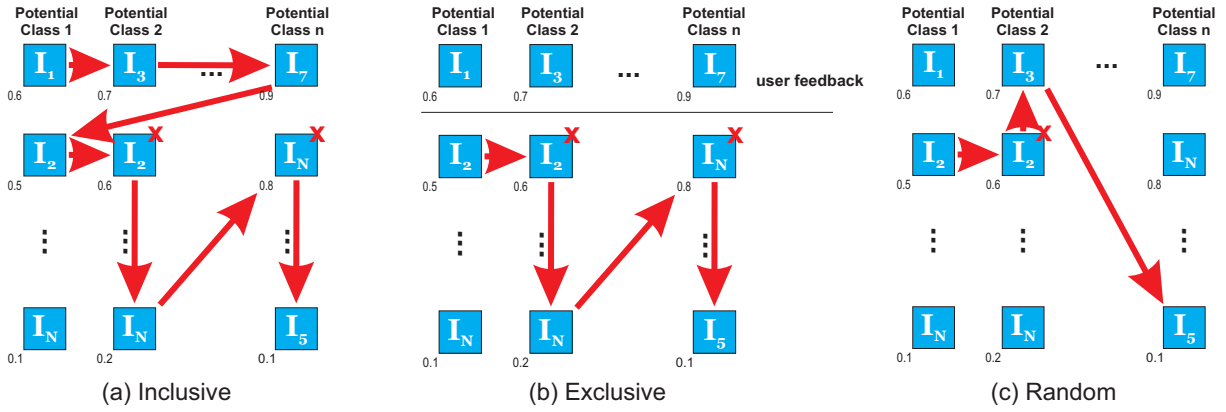 Potential Class 1
Potential Class 2
Potential Class n
I1 I3 ... I7
0.6 0.7 0.9
I2 I2 x IN x
0.5 0.6 0.8
⋮ ⋮ ⋮
IN IN I5
0.1 0.2 0.1
(a) Inclusive
Potential Class 1
Potential Class 2
Potential Class n
I1 I3 ... I7
user feedback
0.6 0.7 0.9
I2 I2 x IN x
0.5 0.6 0.8
⋮ ⋮ ⋮
IN IN I5
0.1 0.2 0.1
(b) Exclusive
Potential Class 1
Potential Class 2
Potential Class n
I1 I3 ... I7
0.6 0.7 0.9
I2 I2 x IN
0.5 0.6 0.8
⋮ ⋮ ⋮
IN IN I5
0.1 0.2 0.1
(c) Random